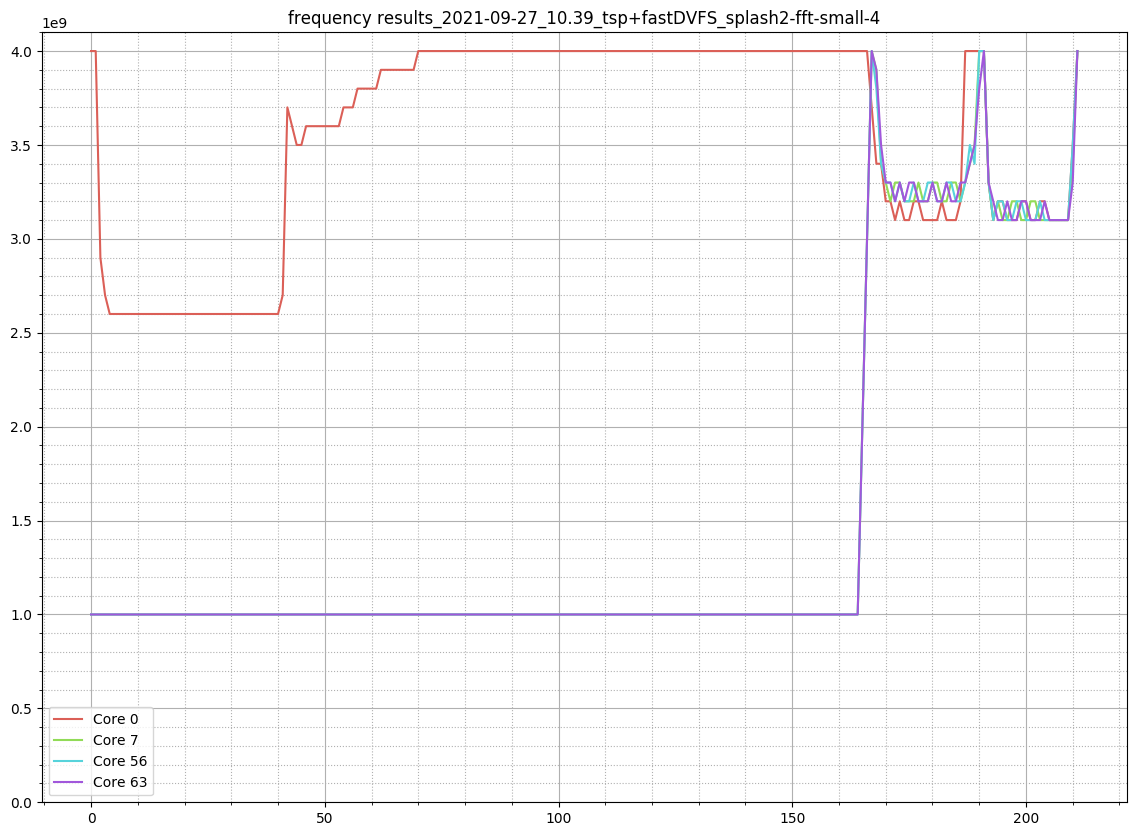 frequency results_2021-09-27_10.39_tsp+fastDVFS_splash2-fft-small-4
1e9
4.0
3.5
3.0
2.5
2.0
1.5
1.0
0.5
0.0
Core 0
Core 7
Core 56
Core 63
0 50 100 150 200